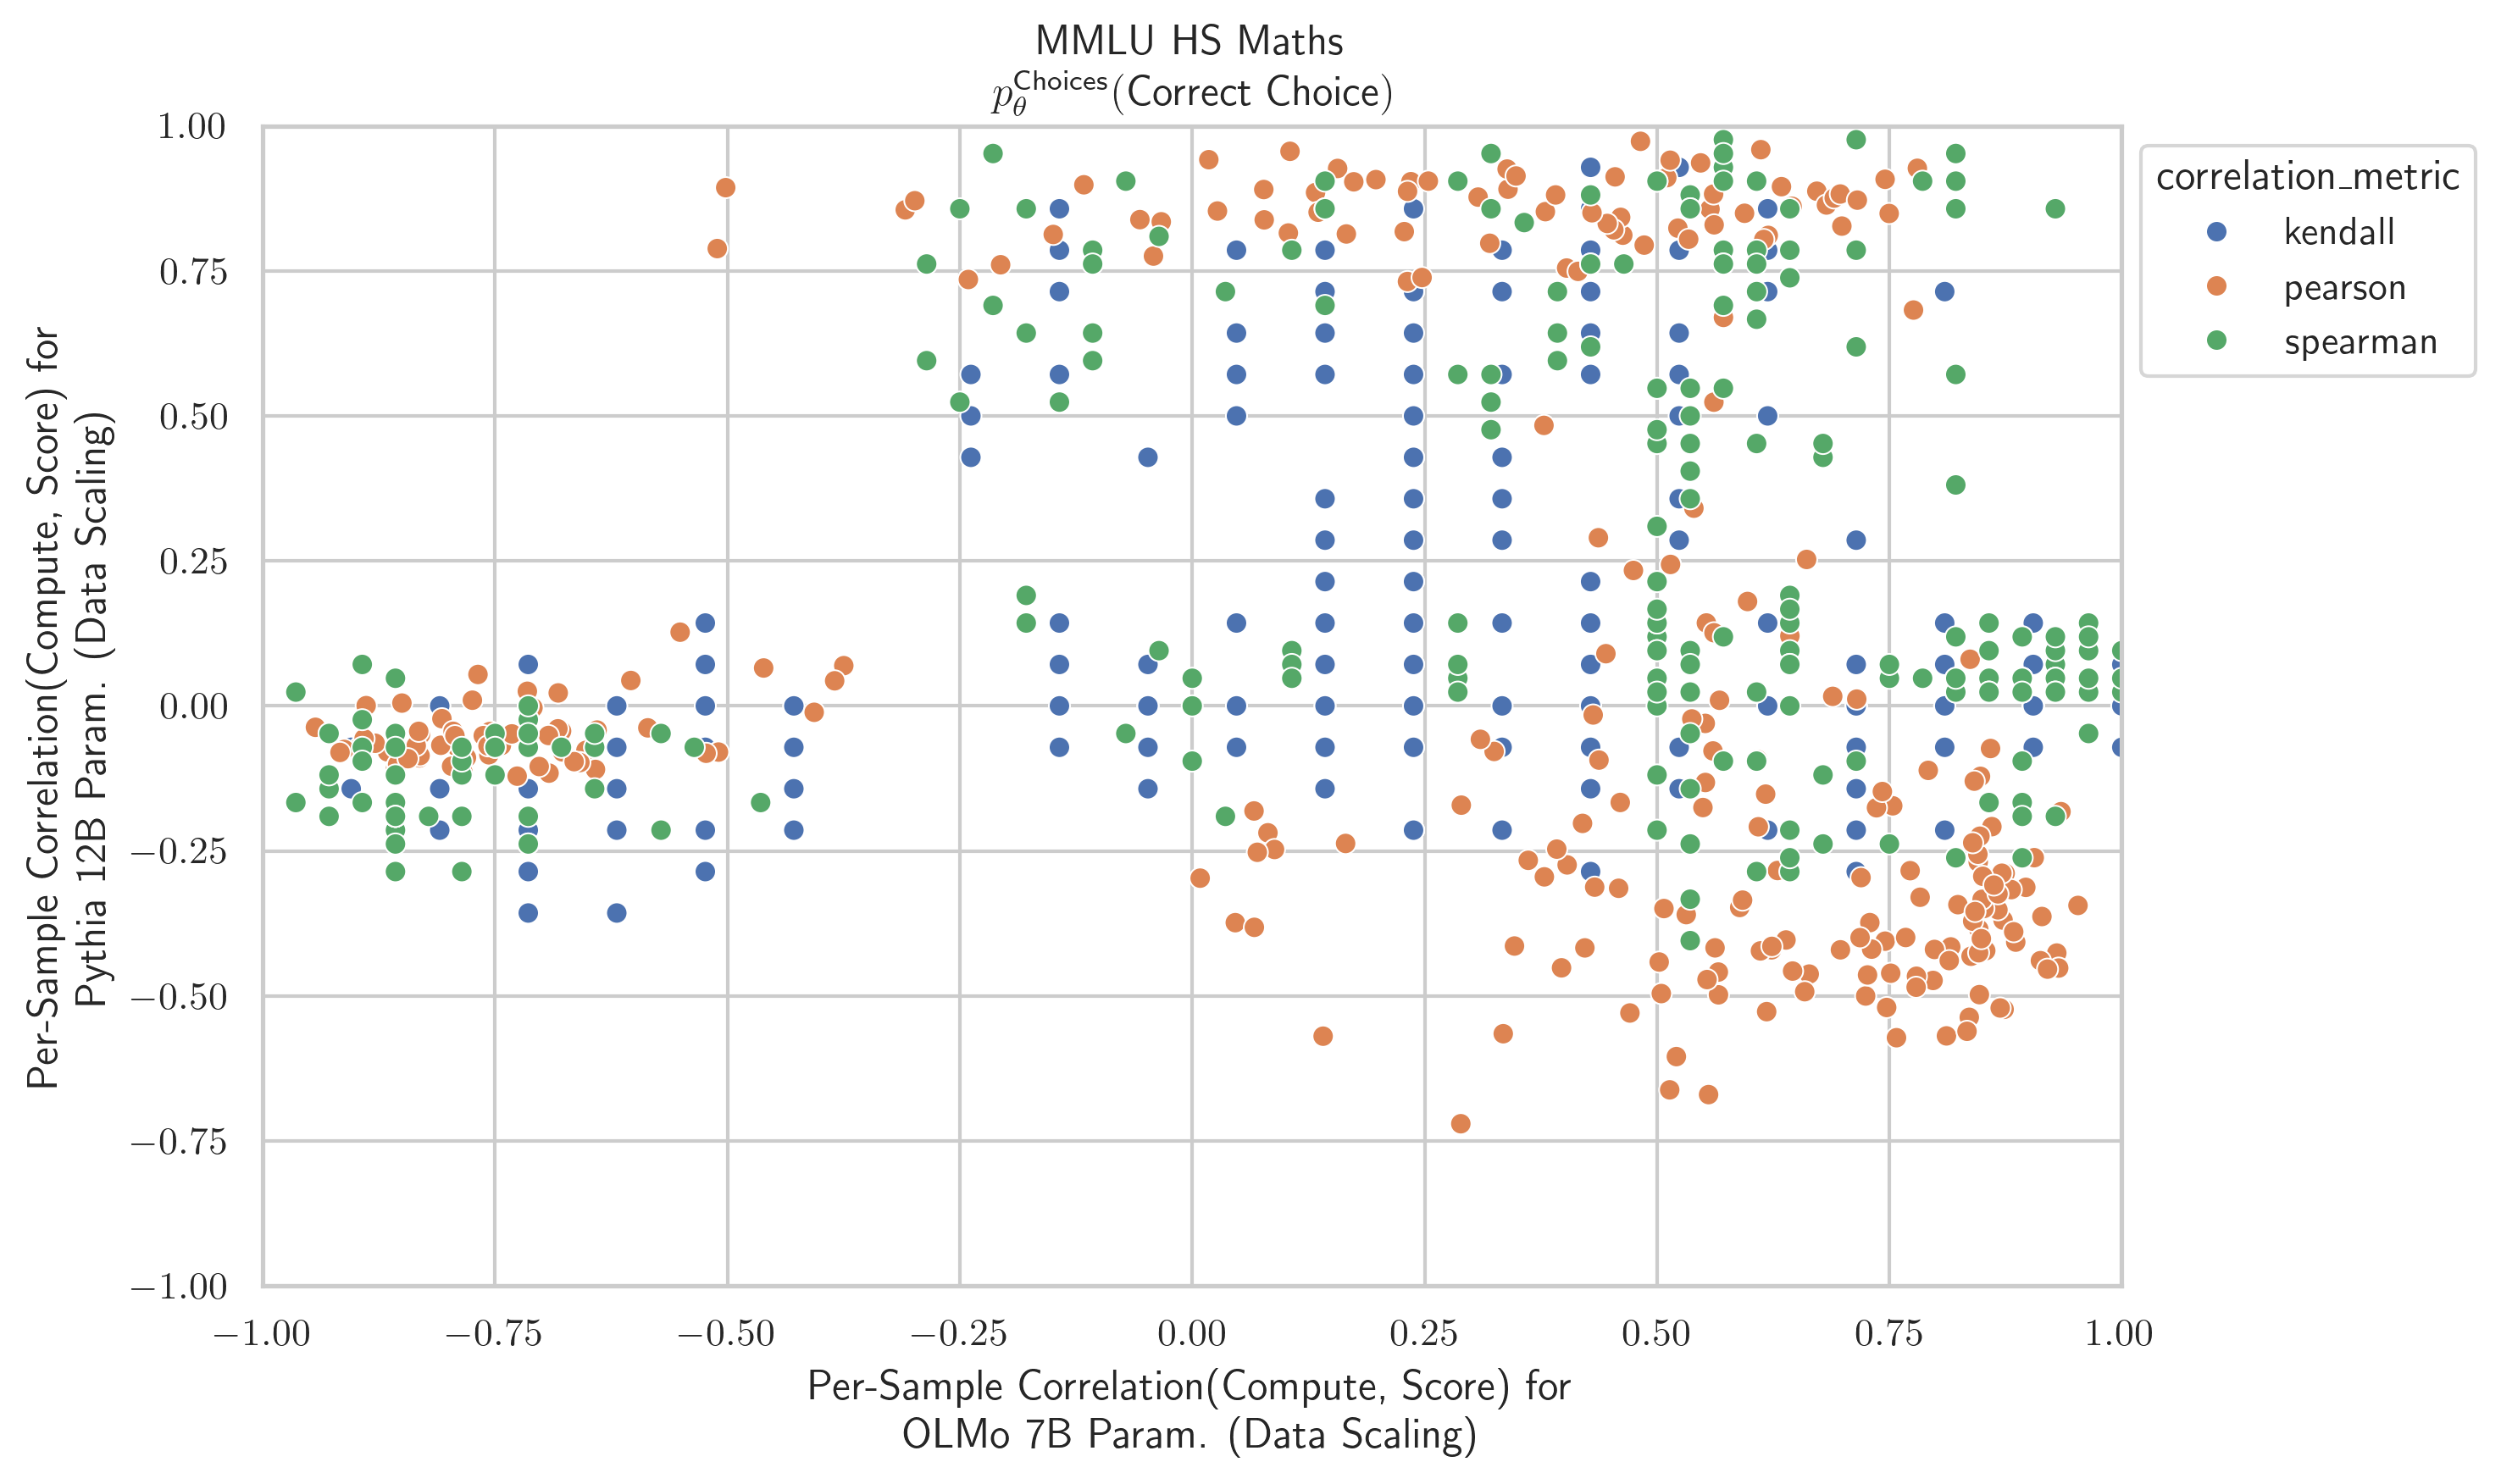 MMLU HS Maths
p_θ^Choices(Correct Choice)
1.00
0.75
0.50
0.25
0.00
−0.25
−0.50
−0.75
−1.00
Per-Sample Correlation(Compute, Score) for
Pythia 12B Param. (Data Scaling)
correlation_metric
kendall
pearson
spearman
−1.00 −0.75 −0.50 −0.25 0.00 0.25 0.50 0.75 1.00
Per-Sample Correlation(Compute, Score) for
OLMo 7B Param. (Data Scaling)